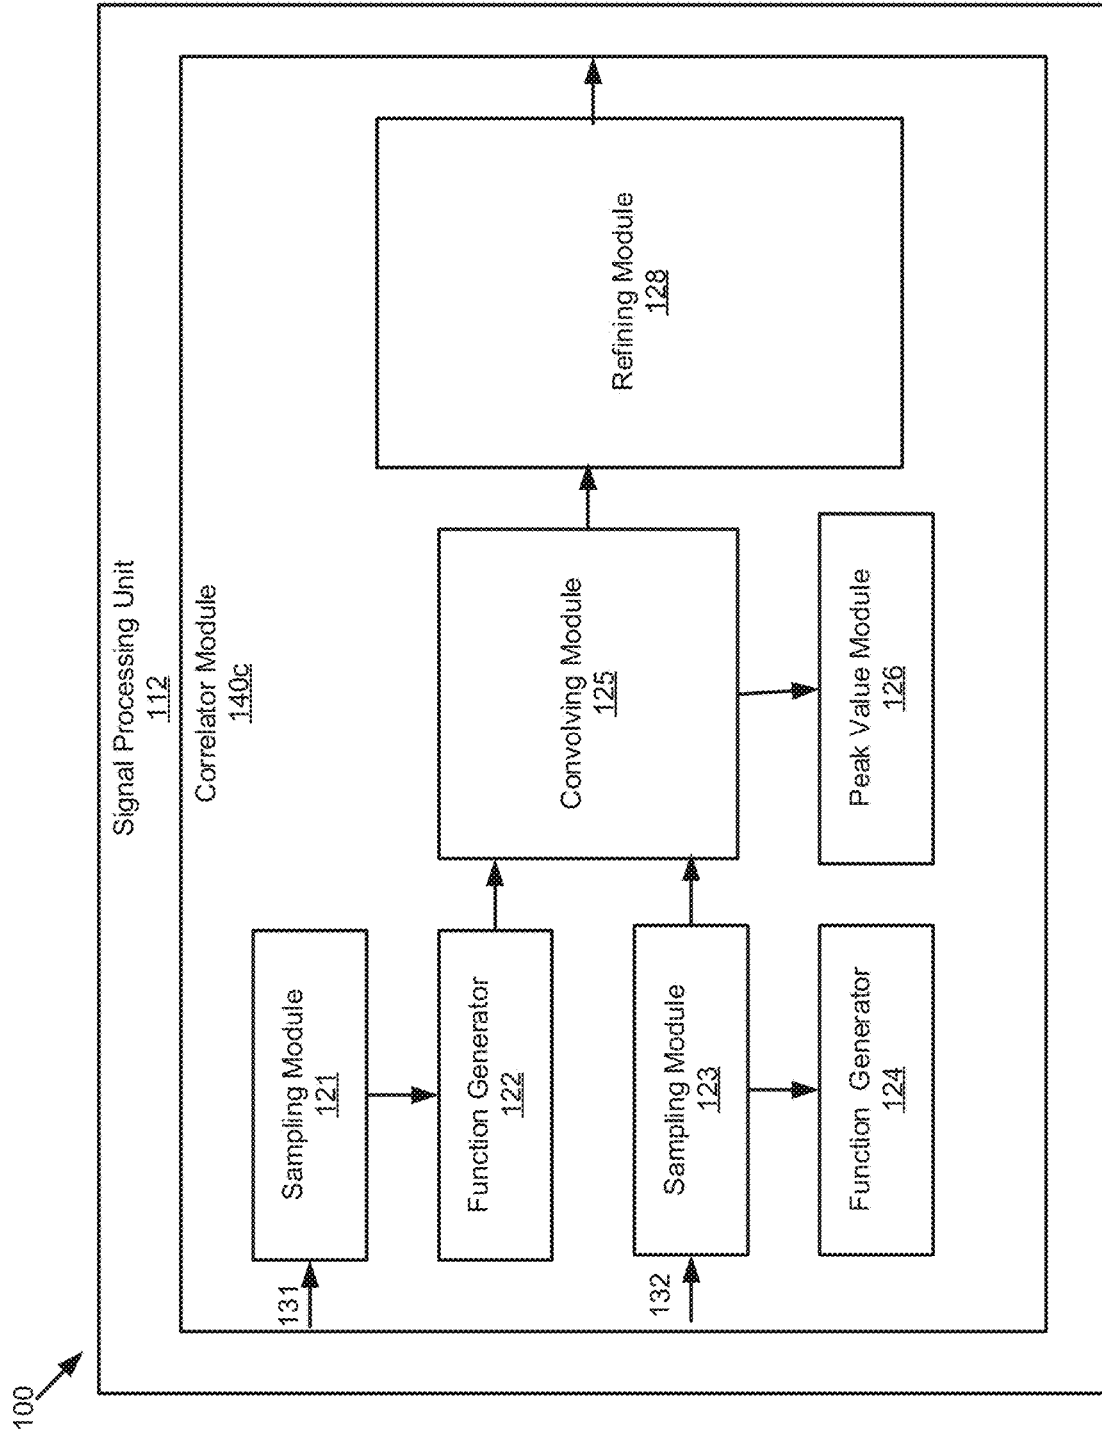 100
Signal Processing Unit
112
Correlator Module
140c
131
Sampling Module
121
Function Generator
122
132
Sampling Module
123
Function Generator
124
Convolving Module
125
Peak Value Module
126
Refining Module
128